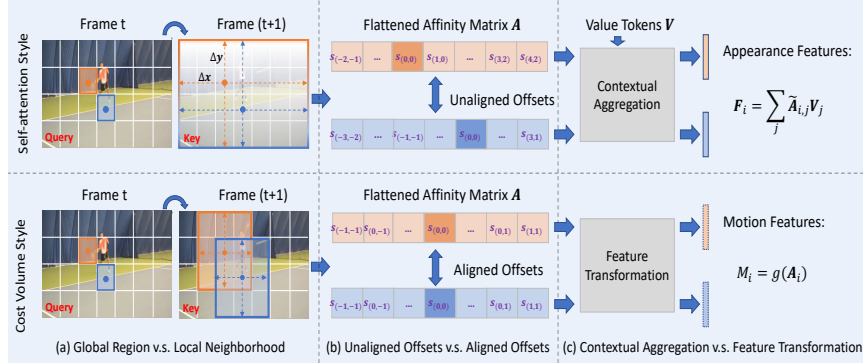 Self-attention Style
Frame t
Frame (t+1)
Δy
Δx
Query
Key
Flattened Affinity Matrix A
s(-2,-1) ... s(0,0) s(1,0) ... s(3,2) s(4,2)
Unaligned Offsets
s(-3,-2) ... s(-1,-1) ... s(0,0) ... s(3,1)
Value Tokens V
Contextual
Aggregation
Appearance Features:
F_i = ∑_j Ã_{i,j} V_j
Cost Volume Style
Frame t
Frame (t+1)
Query
Key
Flattened Affinity Matrix A
s(-1,-1) s(0,-1) ... s(0,0) ... s(0,1) s(1,1)
Aligned Offsets
s(-1,-1) s(0,-1) ... s(0,0) ... s(0,1) s(1,1)
Feature
Transformation
Motion Features:
M_i = g(A_i)
(a) Global Region v.s. Local Neighborhood
(b) Unaligned Offsets v.s. Aligned Offsets
(c) Contextual Aggregation v.s. Feature Transformation